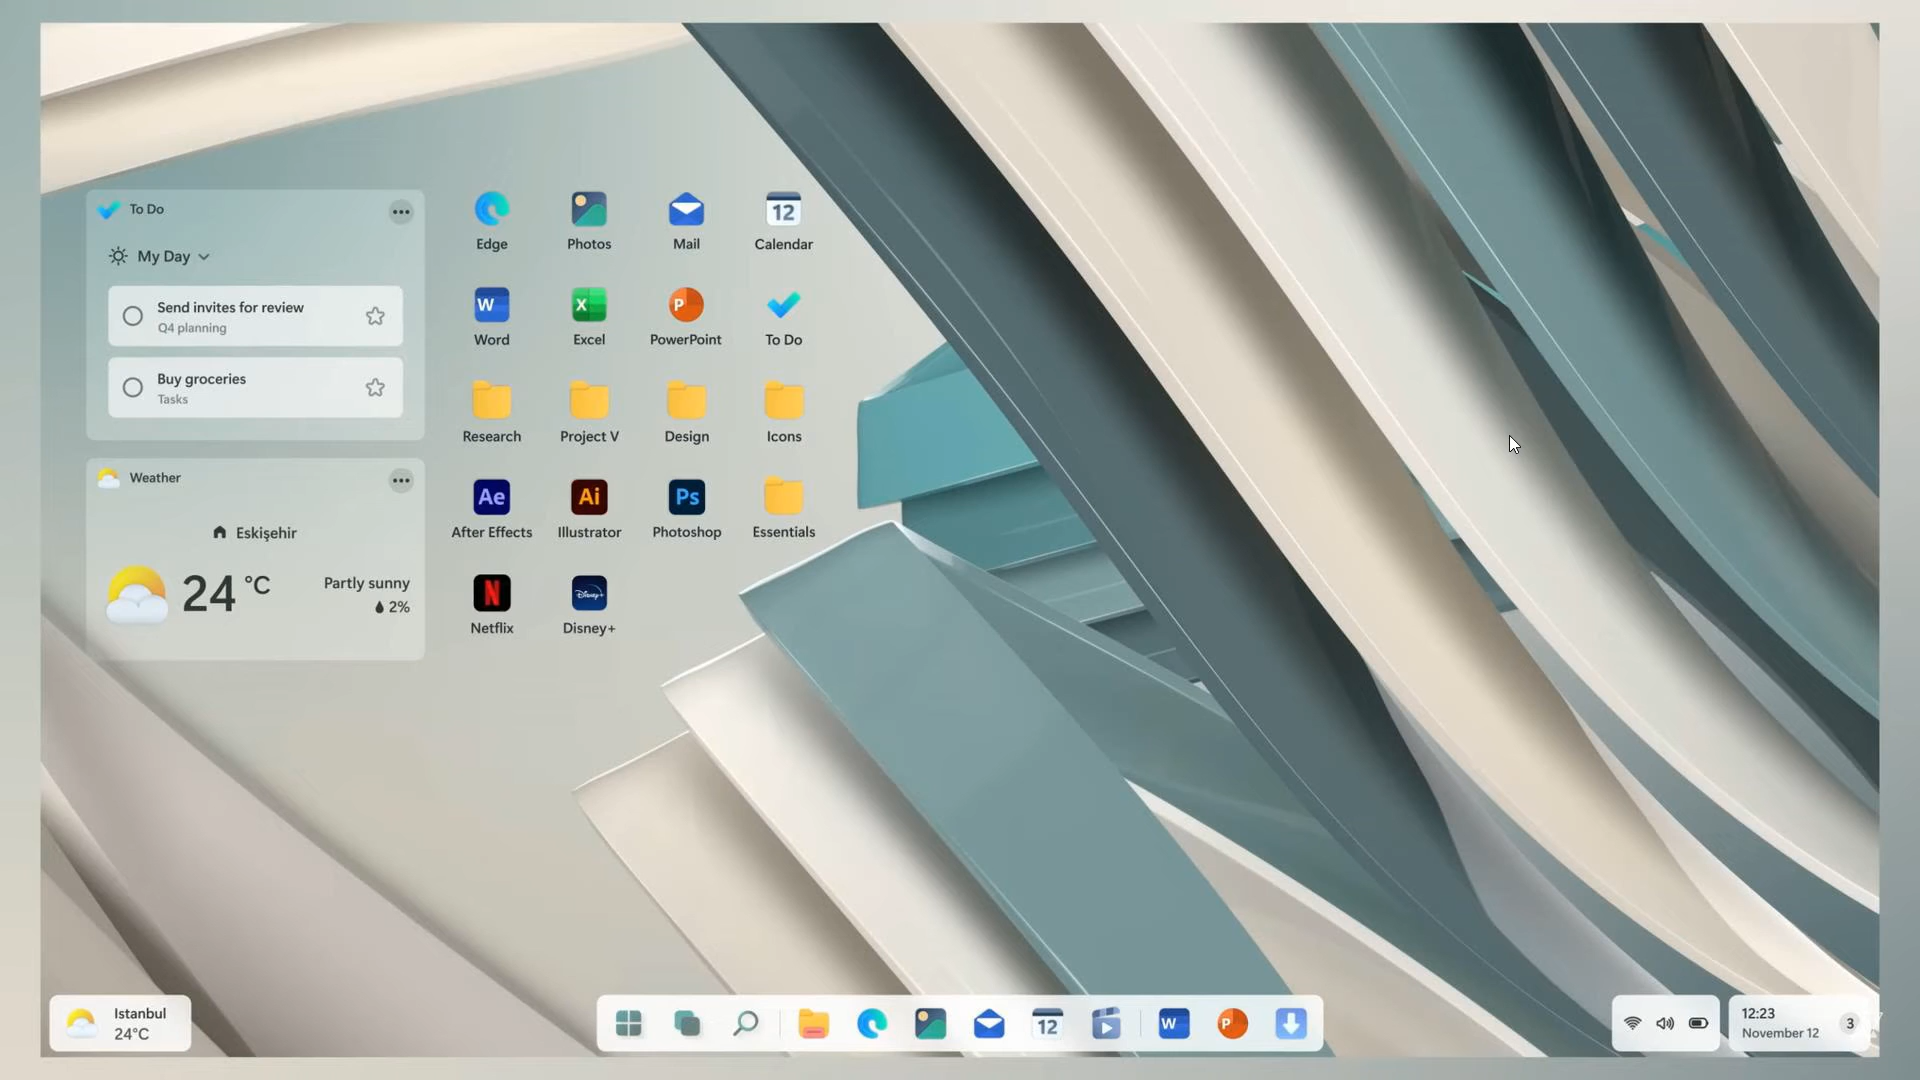 To Do
My Day
Send invites for review
Q4 planning
Buy groceries
Tasks
Weather
Eskişehir
24 °C
Partly sunny
2%
12
Edge Photos Mail Calendar
W X P
Word Excel PowerPoint To Do
Research Project V Design Icons
Ae Ai Ps
After Effects Illustrator Photoshop Essentials
N Disney+
Netflix Disney+
Istanbul
24°C
12
W P
12:23
November 12
3